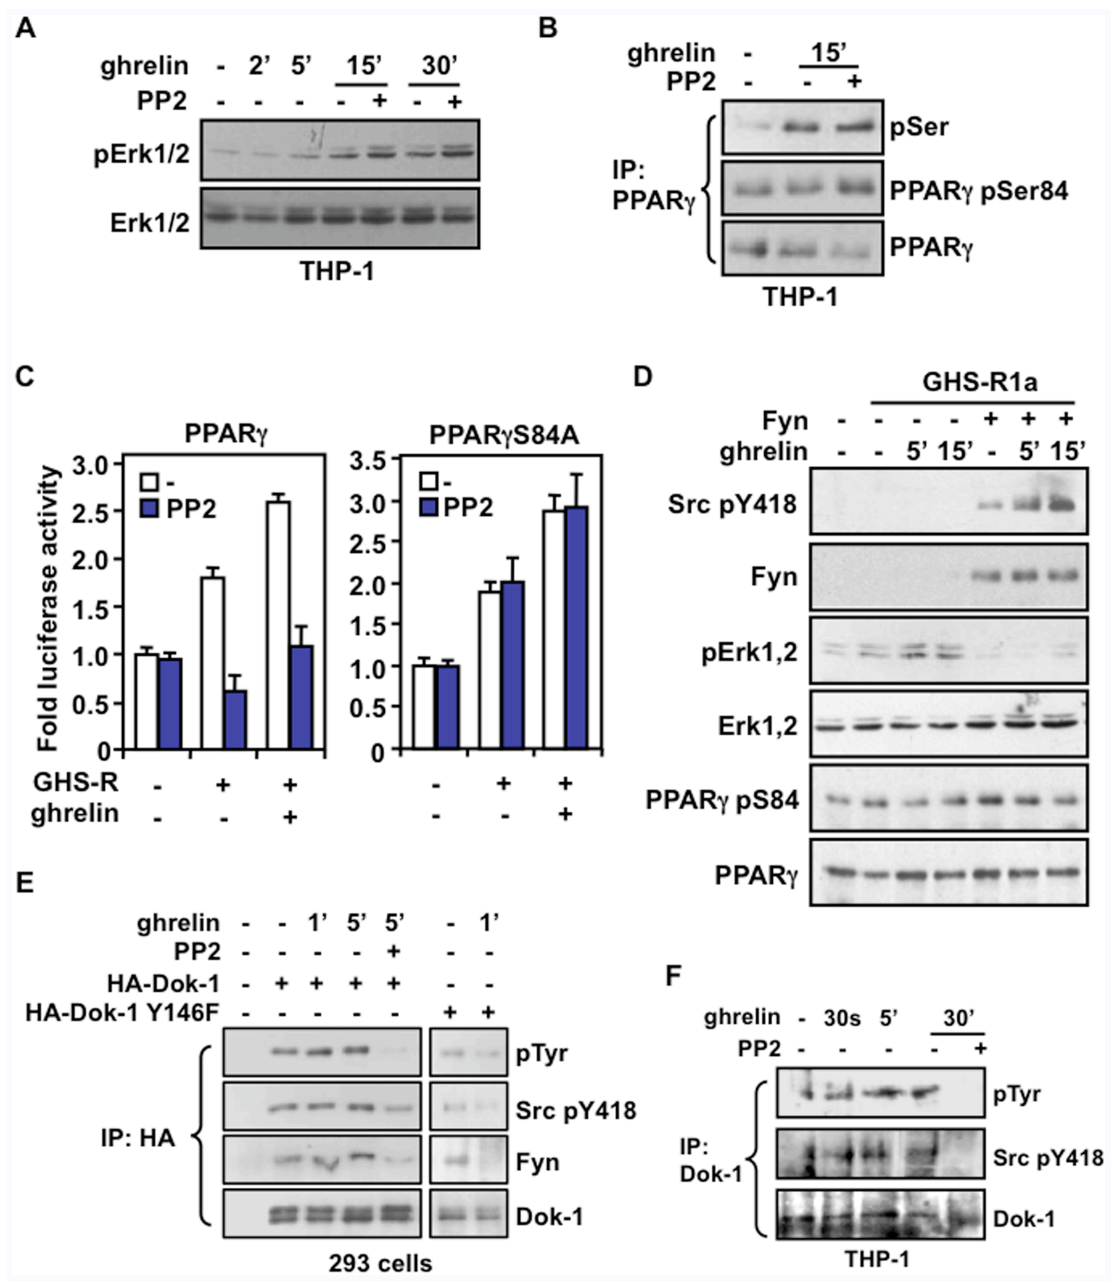 A
ghrelin - 2' 5' 15' 30'
PP2 - - - - + - +
pErk1/2
Erk1/2
THP-1
B
ghrelin - 15'
PP2 - - +
IP: PPARγ
pSer
PPARγ pSer84
PPARγ
THP-1
C
PPARγ
Fold luciferase activity
3.0
2.5
2.0
1.5
1.0
0.5
0
-
PP2
PPARγS84A
3.5
3.0
2.5
2.0
1.5
1.0
0.5
0
-
PP2
GHS-R - + + - + +
ghrelin - - + - - +
D
GHS-R1a
Fyn - - - - + + +
ghrelin - - 5' 15' - 5' 15'
Src pY418
Fyn
pErk1,2
Erk1,2
PPARγ pS84
PPARγ
E
ghrelin - - 1' 5' 5' - 1'
PP2 - - - - + - -
HA-Dok-1 - + + + + - -
HA-Dok-1 Y146F - - - - - + +
IP: HA
pTyr
Src pY418
Fyn
Dok-1
293 cells
F
ghrelin - 30s 5' 30'
PP2 - - - - +
IP:
Dok-1
pTyr
Src pY418
Dok-1
THP-1